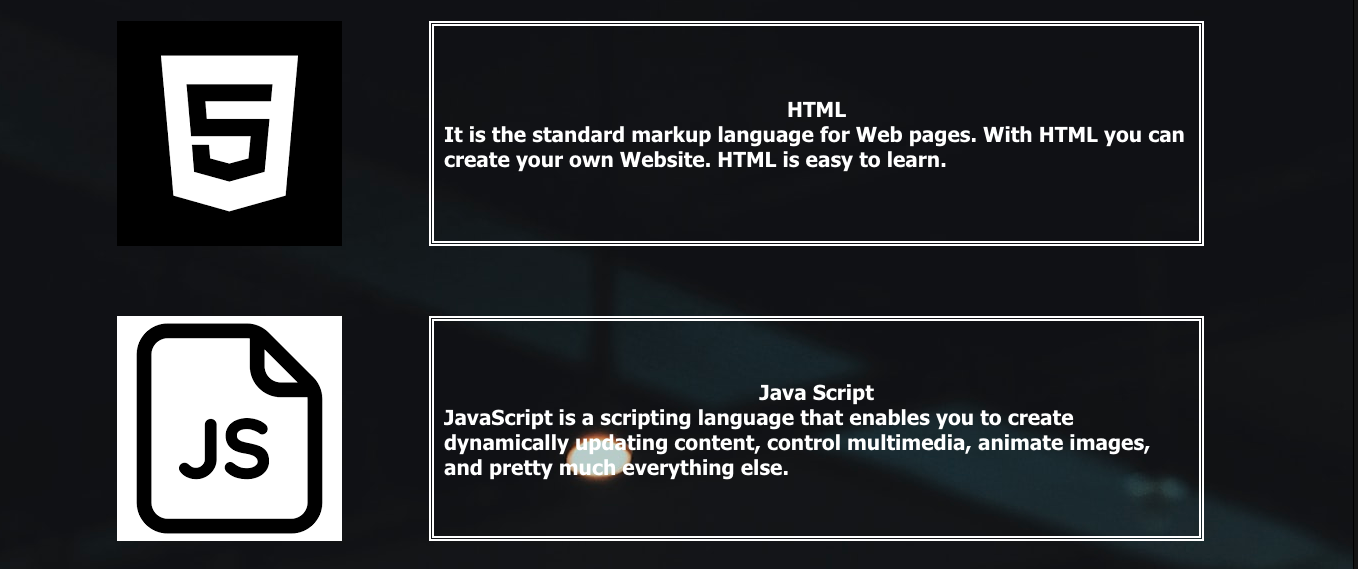 5
HTML
It is the standard markup language for Web pages. With HTML you can
create your own Website. HTML is easy to learn.
JS
Java Script
JavaScript is a scripting language that enables you to create
dynamically updating content, control multimedia, animate images,
and pretty much everything else.